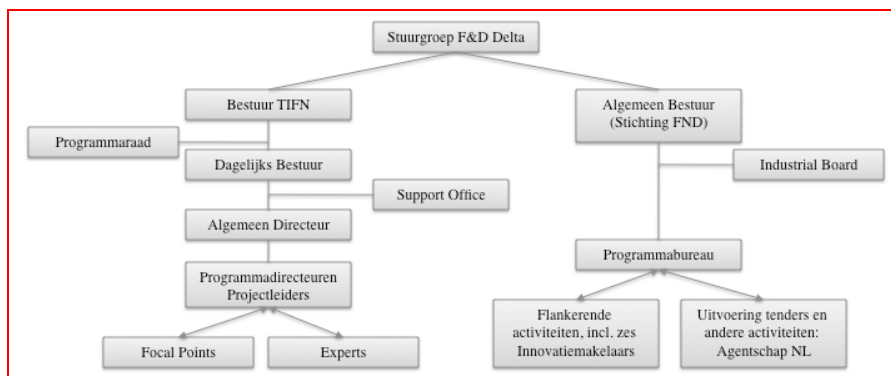 Stuurgroep F&D Delta
Bestuur TIFN
Algemeen Bestuur
(Stichting FND)
Programmaraad
Dagelijks Bestuur
Industrial Board
Support Office
Algemeen Directeur
Programmabureau
Programmadirecteuren
Projectleiders
Flankerende
activiteiten, incl. zes
Innovatiemakelaars
Uitvoering tenders en
andere activiteiten:
Agentschap NL
Focal Points
Experts